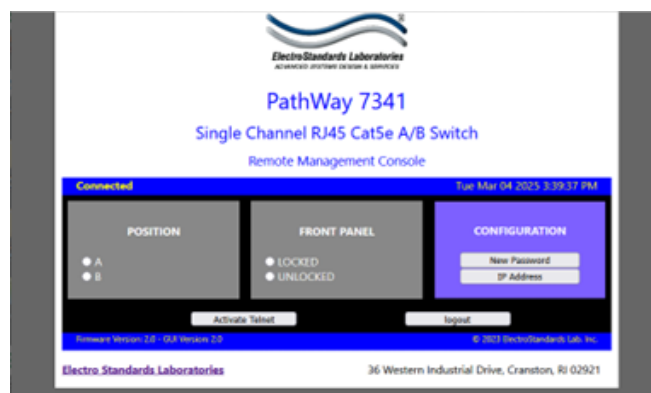 ElectroStandards Laboratories
ADVANCED SYSTEMS DESIGN & SERVICES
PathWay 7341
Single Channel RJ45 Cat5e A/B Switch
Remote Management Console
Connected Tue Mar 04 2025 3:39:37 PM
POSITION FRONT PANEL CONFIGURATION
A LOCKED New Password
B UNLOCKED IP Address
Activate Telnet logout
Firmware Version: 2.0 - GUI Version: 2.0 © 2023 ElectroStandards Lab. Inc.
Electro Standards Laboratories 36 Western Industrial Drive, Cranston, RI 02921